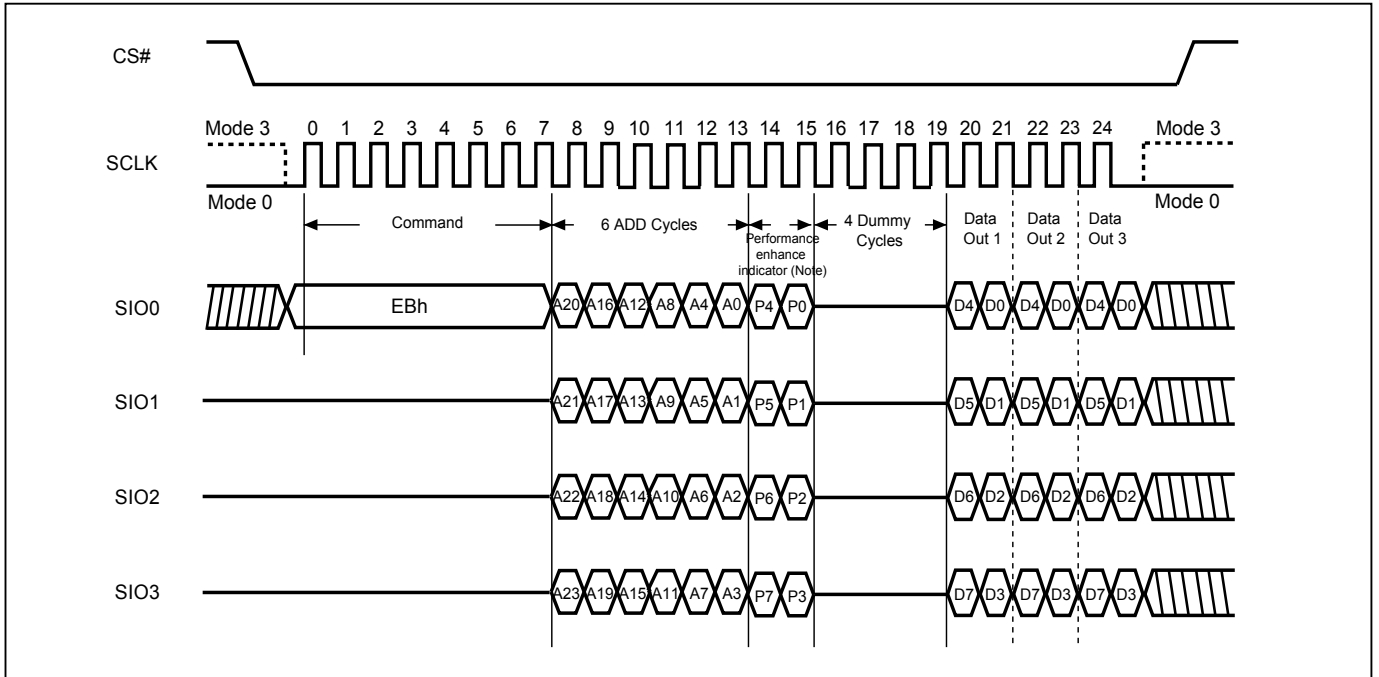 CS#
Mode 3 0 1 2 3 4 5 6 7 8 9 10 11 12 13 14 15 16 17 18 19 20 21 22 23 24 Mode 3
SCLK
Mode 0 Mode 0
Command 6 ADD Cycles Performance enhance indicator (Note) 4 Dummy Cycles Data Out 1 Data Out 2 Data Out 3
SIO0 EBh A20 A16 A12 A8 A4 A0 P4 P0 D4 D0 D4 D0 D4 D0
SIO1 A21 A17 A13 A9 A5 A1 P5 P1 D5 D1 D5 D1 D5 D1
SIO2 A22 A18 A14 A10 A6 A2 P6 P2 D6 D2 D6 D2 D6 D2
SIO3 A23 A19 A15 A11 A7 A3 P7 P3 D7 D3 D7 D3 D7 D3